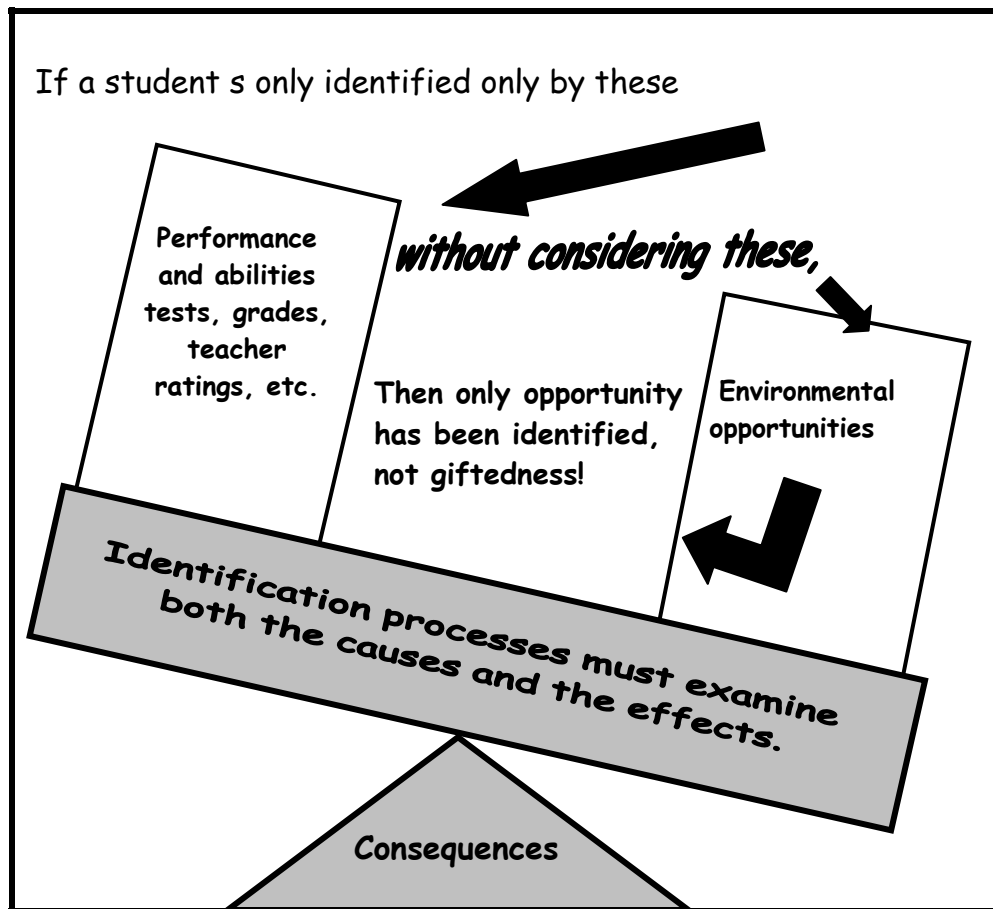 If a student s only identified only by these
Performance
and abilities
tests, grades,
teacher
ratings, etc.
without considering these,
Environmental
opportunities
Then only opportunity
has been identified,
not giftedness!
Identification processes must examine
both the causes and the effects.
Consequences